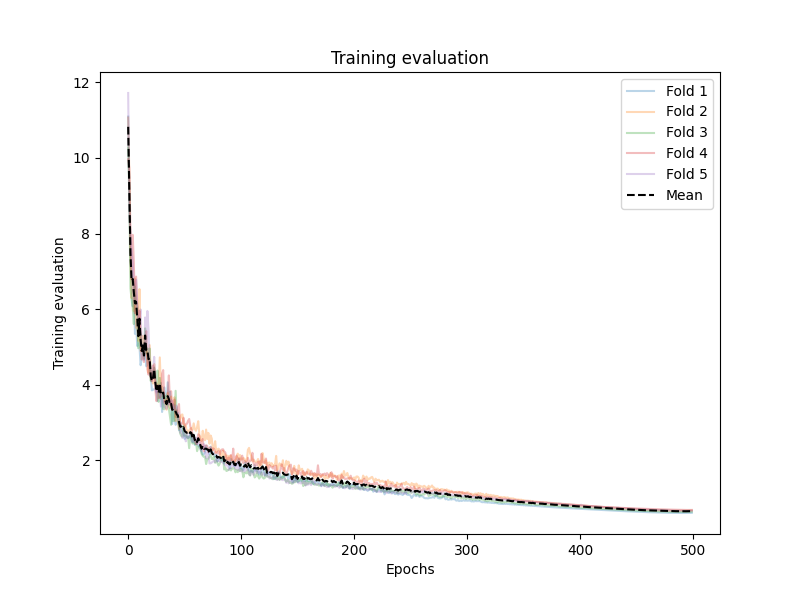 Training evaluation
12
10
8
6
4
2
Training evaluation
0
100
200
300
400
500
Epochs
Fold 1
Fold 2
Fold 3
Fold 4
Fold 5
Mean